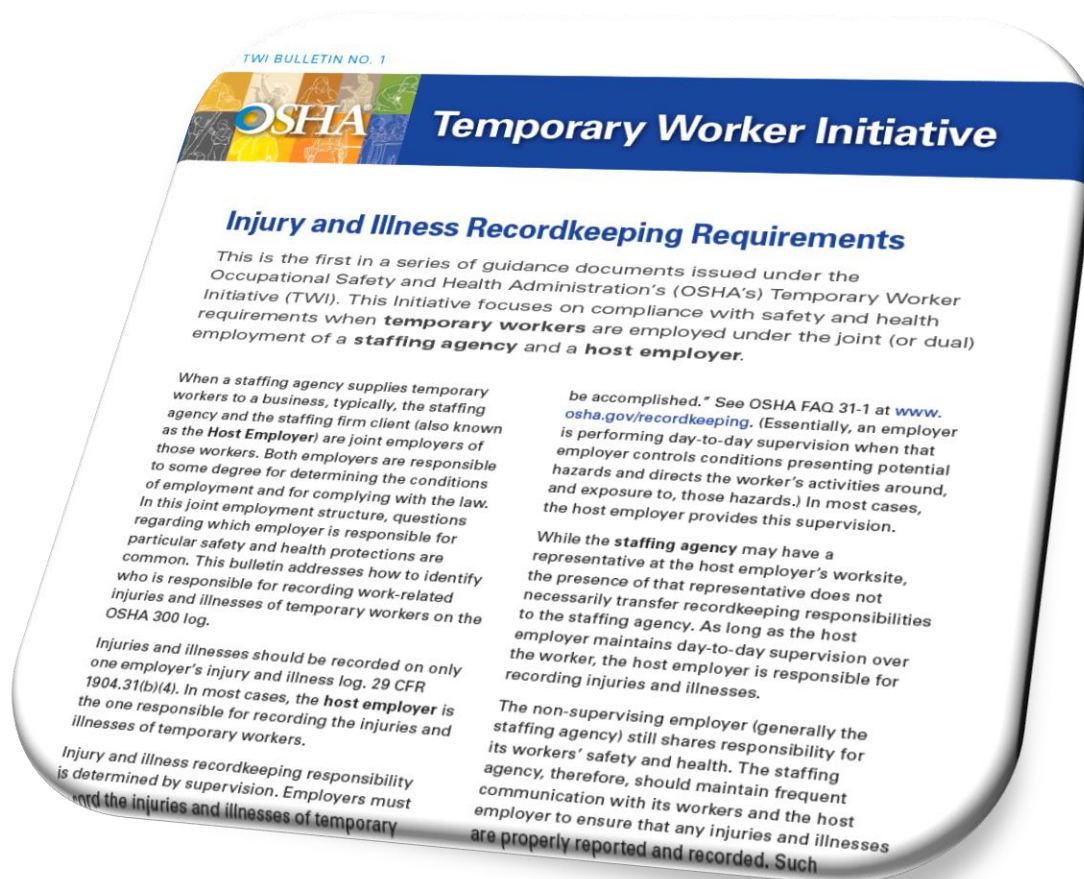 TWI BULLETIN NO. 1
OSHA®
Temporary Worker Initiative
Injury and Illness Recordkeeping Requirements
This is the first in a series of guidance documents issued under the
Occupational Safety and Health Administration's (OSHA's) Temporary Worker
Initiative (TWI). This Initiative focuses on compliance with safety and health
requirements when temporary workers are employed under the joint (or dual)
employment of a staffing agency and a host employer.
When a staffing agency supplies temporary
workers to a business, typically, the staffing
agency and the staffing firm client (also known
as the Host Employer) are joint employers of
those workers. Both employers are responsible
to some degree for determining the conditions
of employment and for complying with the law.
In this joint employment structure, questions
regarding which employer is responsible for
particular safety and health protections are
common. This bulletin addresses how to identify
who is responsible for recording work-related
injuries and illnesses of temporary workers on the
OSHA 300 log.
Injuries and illnesses should be recorded on only
one employer's injury and illness log. 29 CFR
1904.31(b)(4). In most cases, the host employer is
the one responsible for recording the injuries and
illnesses of temporary workers.
Injury and illness recordkeeping responsibility
is determined by supervision. Employers must
the injuries and illnesses of temporary
be accomplished." See OSHA FAQ 31-1 at www.
osha.gov/recordkeeping. (Essentially, an employer
is performing day-to-day supervision when that
employer controls conditions presenting potential
hazards and directs the worker's activities around,
and exposure to, those hazards.) In most cases,
the host employer provides this supervision.
While the staffing agency may have a
representative at the host employer's worksite,
the presence of that representative does not
necessarily transfer recordkeeping responsibilities
to the staffing agency. As long as the host
employer maintains day-to-day supervision over
the worker, the host employer is responsible for
recording injuries and illnesses.
The non-supervising employer (generally the
staffing agency) still shares responsibility for
its workers' safety and health. The staffing
agency, therefore, should maintain frequent
communication with its workers and the host
employer to ensure that any injuries and illnesses
are properly reported and recorded. Such